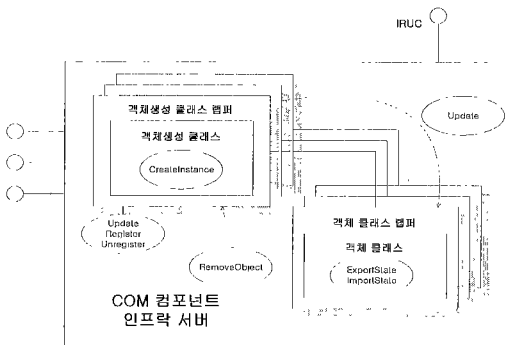 IRUC
객체생성 클래스 랩퍼
객체생성 클래스
CreateInstance
Update
Update
Register
Unregister
객체 클래스 랩퍼
객체 클래스
RemoveObject
ExportState
ImportState
COM 컴포넌트
인프락 서버